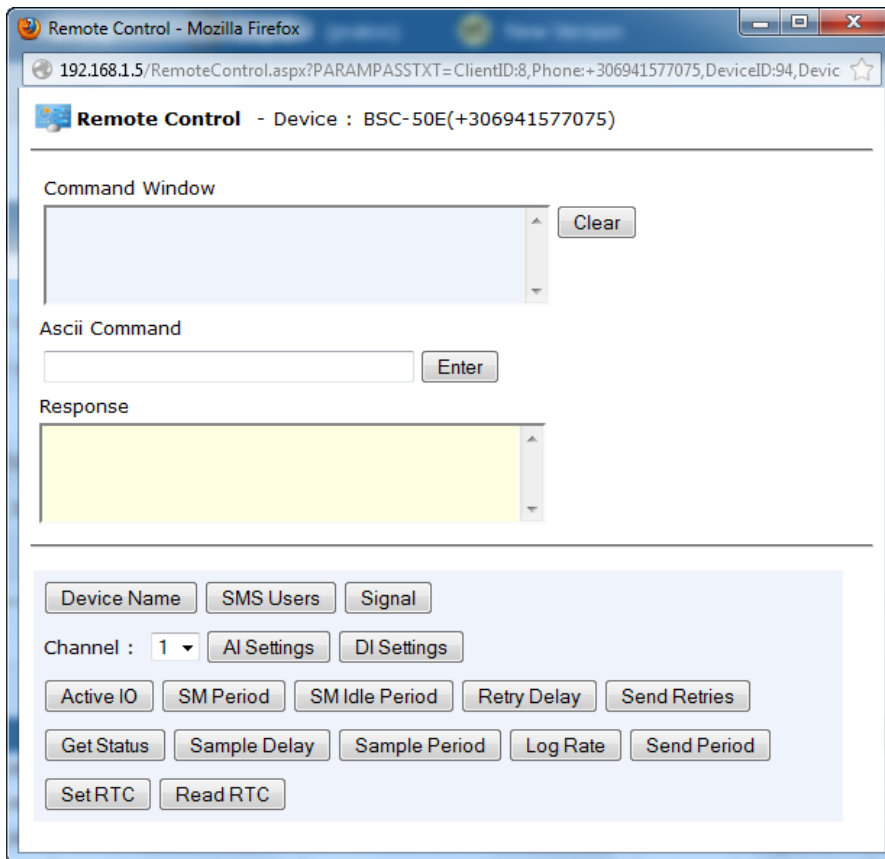 Remote Control - Mozilla Firefox
New Version
192.168.1.5/RemoteControl.aspx?PARAMPASSTXT=ClientID:8,Phone:+306941577075,DeviceID:94,Devic
Remote Control - Device : BSC-50E(+306941577075)
Command Window
Clear
Ascii Command
Enter
Response
Device Name SMS Users Signal
Channel : 1 AI Settings DI Settings
Active IO SM Period SM Idle Period Retry Delay Send Retries
Get Status Sample Delay Sample Period Log Rate Send Period
Set RTC Read RTC